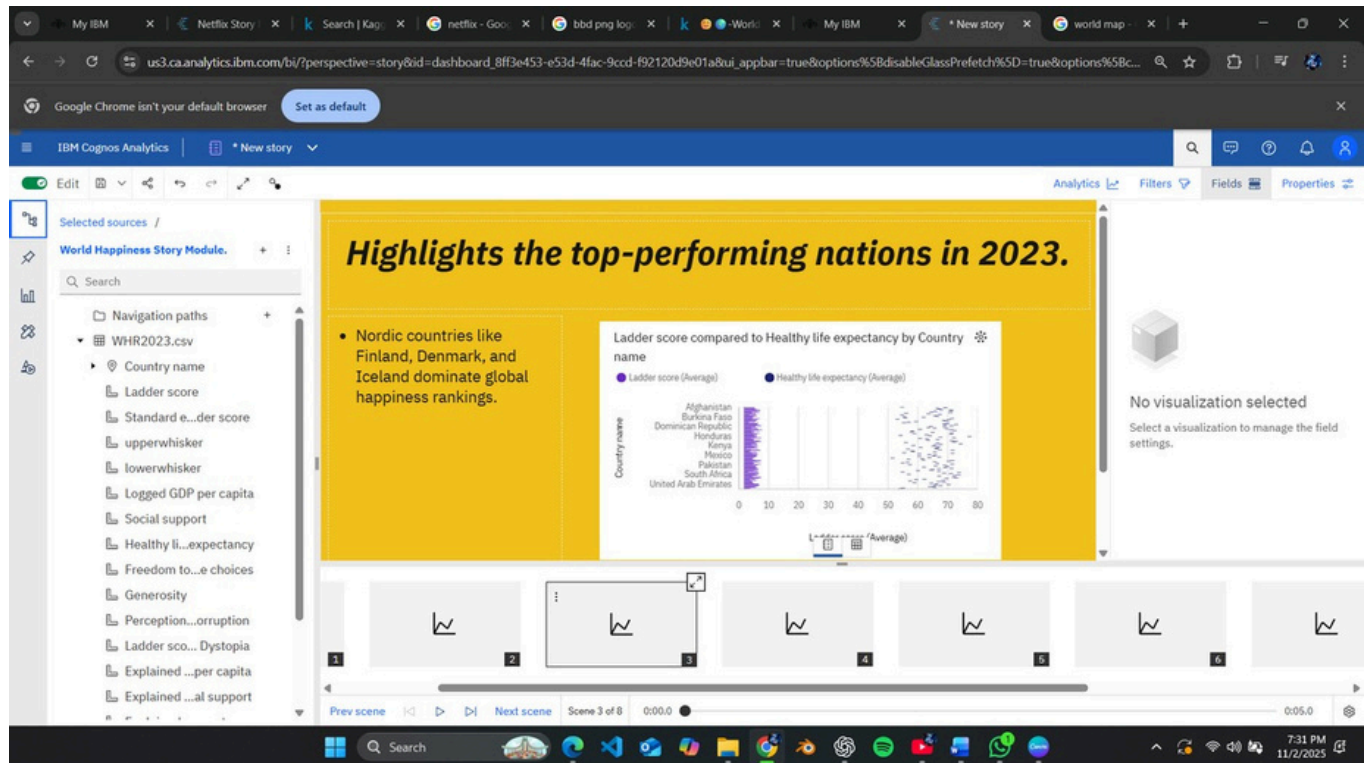 My IBM
Netflix Story
Search | Kagg
netflix - Goo
bbd png log
-World
My IBM
* New story
world map -
us3.ca.analytics.ibm.com/bi/?perspective=story&id=dashboard_8ff3e453-e53d-4fac-9ccd-f92120d9e01a&ui_appbar=true&options%5BdisableGlassPrefetch%5D=true&options%5Bc...
Google Chrome isn't your default browser
Set as default
IBM Cognos Analytics
* New story
Edit
Analytics
Filters
Fields
Properties
Selected sources /
World Happiness Story Module.
Search
Navigation paths
WHR2023.csv
Country name
Ladder score
Standard e...der score
upperwhisker
lowerwhisker
Logged GDP per capita
Social support
Healthy li...expectancy
Freedom to...e choices
Generosity
Perception...orruption
Ladder sco... Dystopia
Explained ...per capita
Explained ...al support
Highlights the top-performing nations in 2023.
• Nordic countries like
Finland, Denmark, and
Iceland dominate global
happiness rankings.
Ladder score compared to Healthy life expectancy by Country
name
Ladder score (Average)
Healthy life expectancy (Average)
Country name
Afghanistan
Burkina Faso
Dominican Republic
Honduras
Kenya
Mexico
Pakistan
South Africa
United Arab Emirates
0 10 20 30 40 50 60 70 80
(Average)
No visualization selected
Select a visualization to manage the field
settings.
1
2
3
4
5
6
Prev scene
Next scene
Scene 3 of 8
0:00.0
0:05.0
Search
7:31 PM
11/2/2025